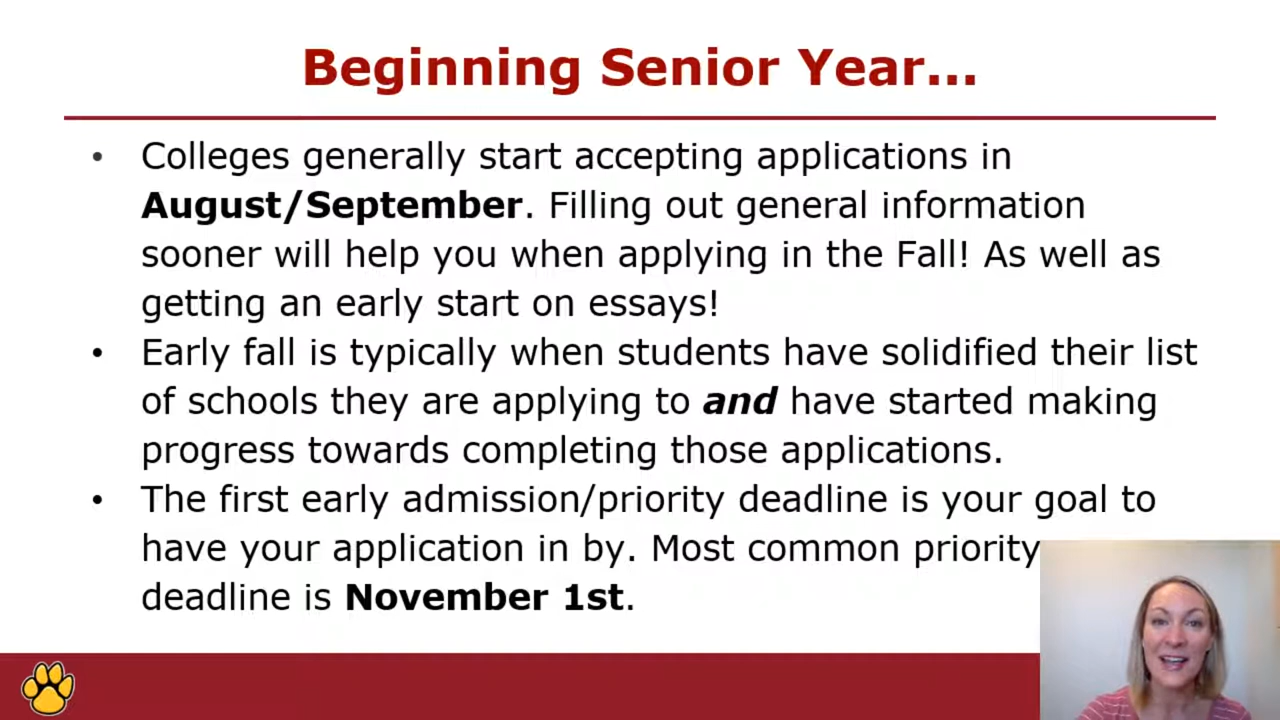 Beginning Senior Year...
• Colleges generally start accepting applications in
August/September. Filling out general information
sooner will help you when applying in the Fall! As well as
getting an early start on essays!
• Early fall is typically when students have solidified their list
of schools they are applying to and have started making
progress towards completing those applications.
• The first early admission/priority deadline is your goal to
have your application in by. Most common priority
deadline is November 1st.